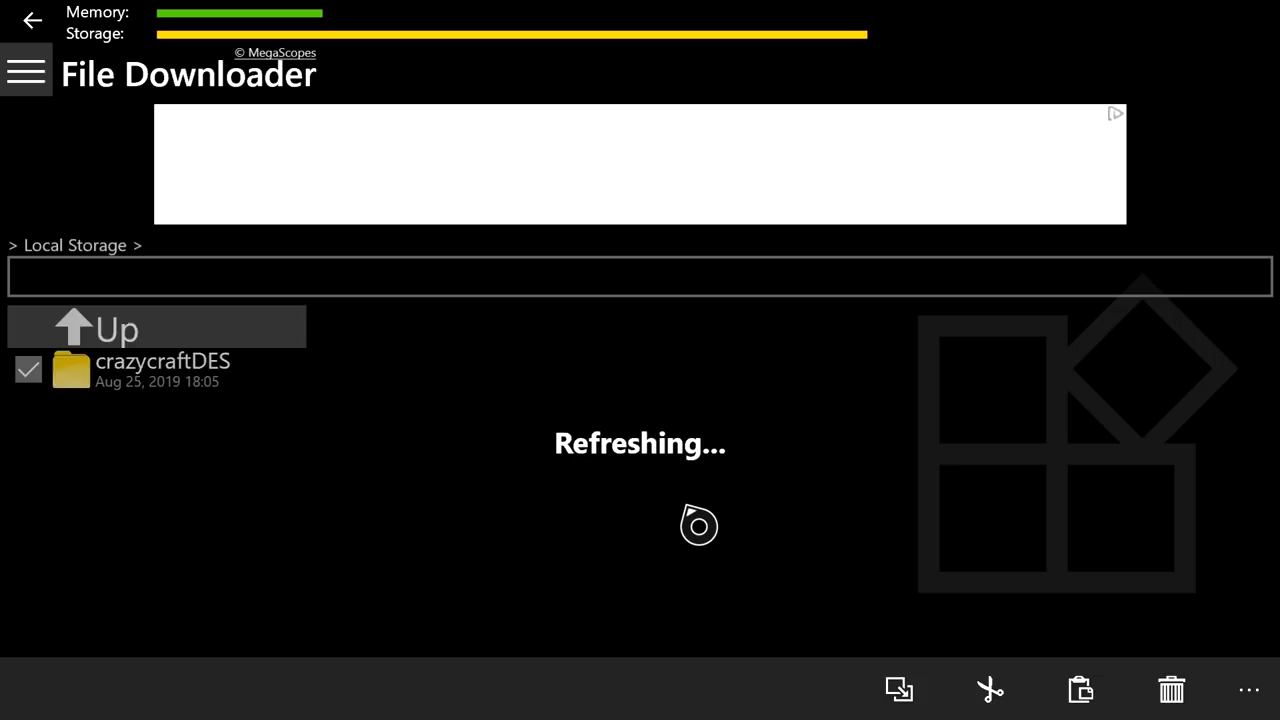 Memory:
Storage:
© MegaScopes
File Downloader
> Local Storage >
Up
crazycraftDES
Aug 25, 2019 18:05
Refreshing...